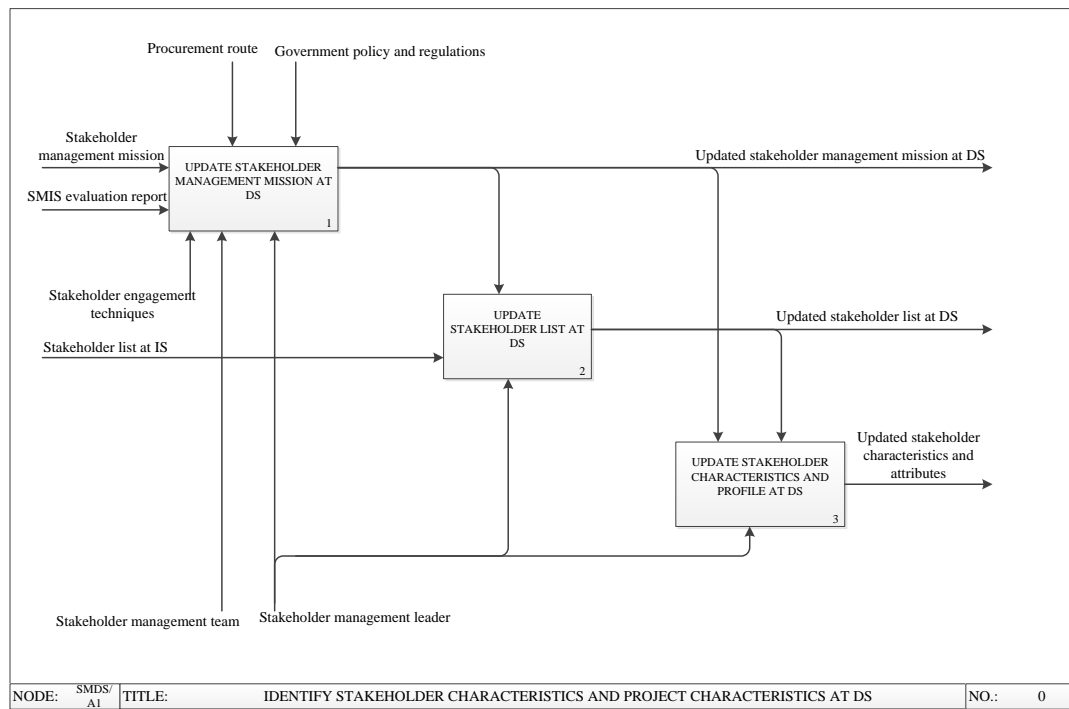 Procurement route
Government policy and regulations
Stakeholder
management mission
SMIS evaluation report
UPDATE STAKEHOLDER
MANAGEMENT MISSION AT
DS
1
Updated stakeholder management mission at DS
Stakeholder engagement
techniques
Stakeholder list at IS
UPDATE
STAKEHOLDER LIST AT
DS
2
Updated stakeholder list at DS
UPDATE STAKEHOLDER
CHARACTERISTICS AND
PROFILE AT DS
3
Updated stakeholder
characteristics and
attributes
Stakeholder management team
Stakeholder management leader
NODE:
SMDS/
A1
TITLE:
IDENTIFY STAKEHOLDER CHARACTERISTICS AND PROJECT CHARACTERISTICS AT DS
NO.:
0